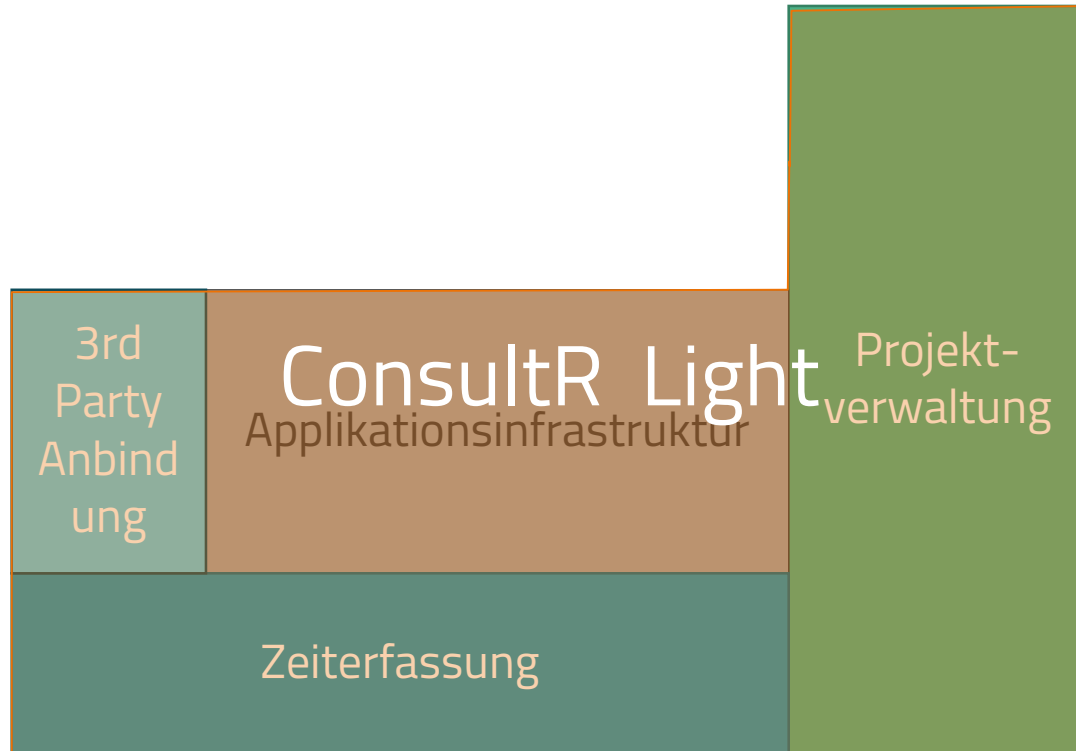 3rd
Party
Anbind
ung
ConsultR Light
Applikationsinfrastruktur
Projekt-
verwaltung
Zeiterfassung